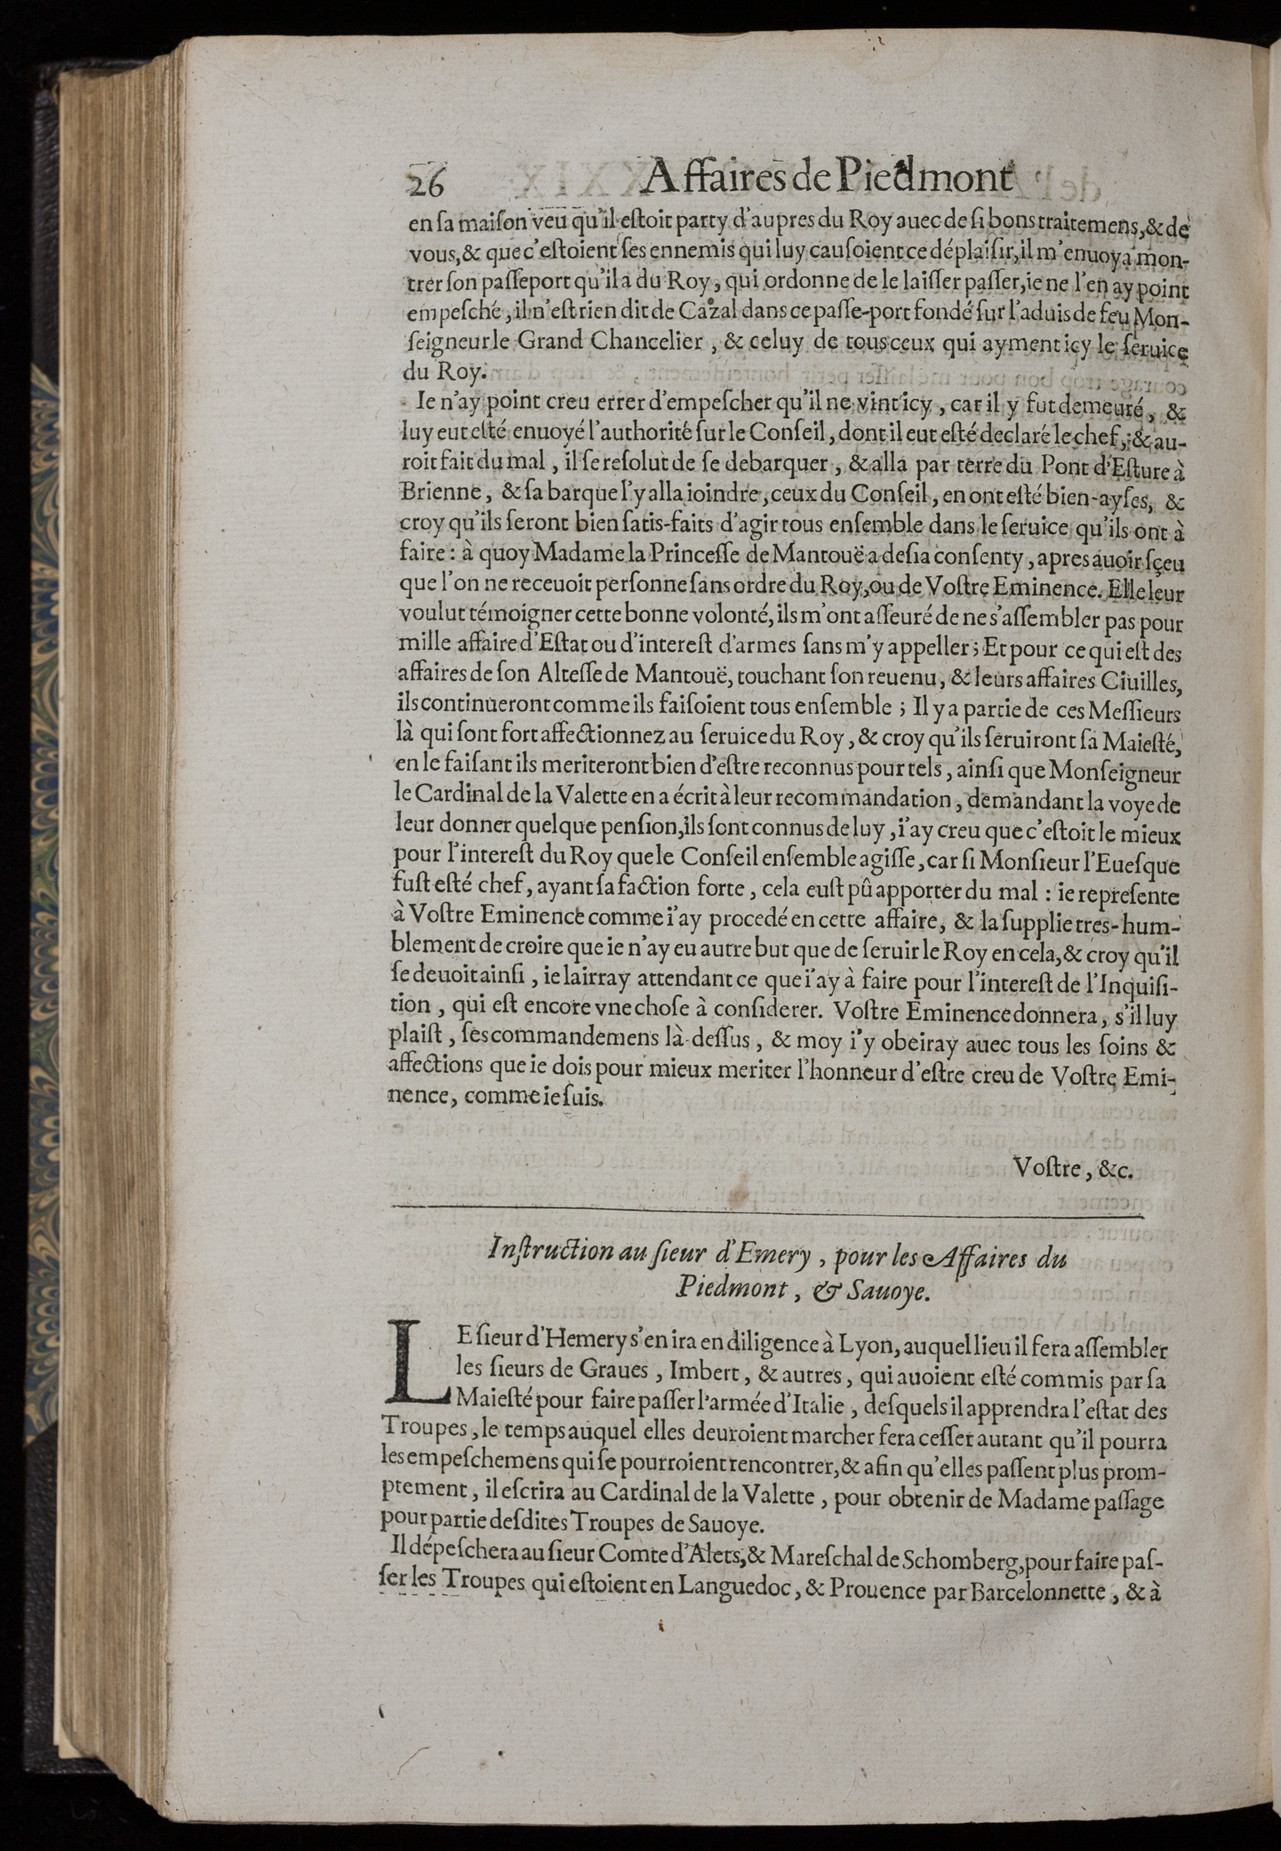 26 Affaires de Piedmont
en ſa maiſon veu qu'il eſtoit party d'aupres du Roy auec de ſi bons traitemens, & de
vous, & que c'eſtoient ſes ennemis qui luy cauſoient ce déplaiſir, il m'enuoya mon-
trer ſon paſſeport qu'il a du Roy, qui ordonne de le laiſſer paſſer, ie ne l'en ay point
empeſché, il n'eſt rien dit de Cazal dans ce paſſe-port fondé ſur l'aduis de feu Mon-
ſeigneur le Grand Chancelier, & celuy de tous ceux qui ayment icy le ſeruice
du Roy.
Ie n'ay point creu errer d'empeſcher qu'il ne vint icy, car il y fut demeuré, &
luy eut eſté enuoyé l'authorité ſur le Conſeil, dont il eut eſté declaré le chef, & au-
roit fait du mal, il ſe reſolut de ſe debarquer, & alla par terre du Pont d'Eſture à
Brienne, & ſa barque l'y alla ioindre, ceux du Conſeil, en ont eſté bien-ayſes, &
croy qu'ils ſeront bien ſatis-faits d'agir tous enſemble dans le ſeruice qu'ils ont à
faire : à quoy Madame la Princeſſe de Mantouë a deſia conſenty, apres auoir ſçeu
que l'on ne receuoit perſonne ſans ordre du Roy, ou de Voſtre Eminence. Elle leur
voulut témoigner cette bonne volonté, ils m'ont aſſeuré de ne s'aſſembler pas pour
mille affaire d'Eſtat ou d'intereſt d'armes ſans m'y appeller ; Et pour ce qui eſt des
affaires de ſon Alteſſe de Mantouë, touchant ſon reuenu, & leurs affaires Ciuilles,
ils continueront comme ils faiſoient tous enſemble ; Il y a partie de ces Meſſieurs
là qui ſont fort affectionnez au ſeruice du Roy, & croy qu'ils ſeruiront ſa Maieſté,
en le faiſant ils meriteront bien d'eſtre reconnus pour tels, ainſi que Monſeigneur
le Cardinal de la Valette en a écrit à leur recommandation, demandant la voye de
leur donner quelque penſion, ils ſont connus de luy, i'ay creu que c'eſtoit le mieux
pour l'intereſt du Roy que le Conſeil enſemble agiſſe, car ſi Monſieur l'Eueſque
fuſt eſté chef, ayant ſa faction forte, cela euſt pû apporter du mal : ie repreſente
à Voſtre Eminence comme i'ay procedé en cette affaire, & la ſupplie tres-hum-
blement de croire que ie n'ay eu autre but que de ſeruir le Roy en cela, & croy qu'il
ſe deuoit ainſi, ie lairray attendant ce que i'ay à faire pour l'intereſt de l'Inquiſi-
tion, qui eſt encore vne choſe à conſiderer. Voſtre Eminence donnera, s'il luy
plaiſt, ſes commandemens là-deſſus, & moy i'y obeiray auec tous les ſoins &
affections que ie dois pour mieux meriter l'honneur d'eſtre creu de Voſtre Emi-
nence, comme ie ſuis.
Voſtre, &c.
Inſtruction au ſieur d'Emery, pour les Affaires du
Piedmont, & Sauoye.
LE ſieur d'Hemery s'en ira en diligence à Lyon, auquel lieu il fera aſſembler
les ſieurs de Graues, Imbert, & autres, qui auoient eſté commis par ſa
Maieſté pour faire paſſer l'armée d'Italie, deſquels il apprendra l'eſtat des
Troupes, le temps auquel elles deuroient marcher fera ceſſer autant qu'il pourra
les empeſchemens qui ſe pourroient rencontrer, & afin qu'elles paſſent plus prom-
ptement, il eſcrira au Cardinal de la Valette, pour obtenir de Madame paſſage
pour partie deſdites Troupes de Sauoye.
Il dépeſchera au ſieur Comte d'Alets, & Mareſchal de Schomberg, pour faire paſ-
ſer les Troupes qui eſtoient en Languedoc, & Prouence par Barcelonnette, & à